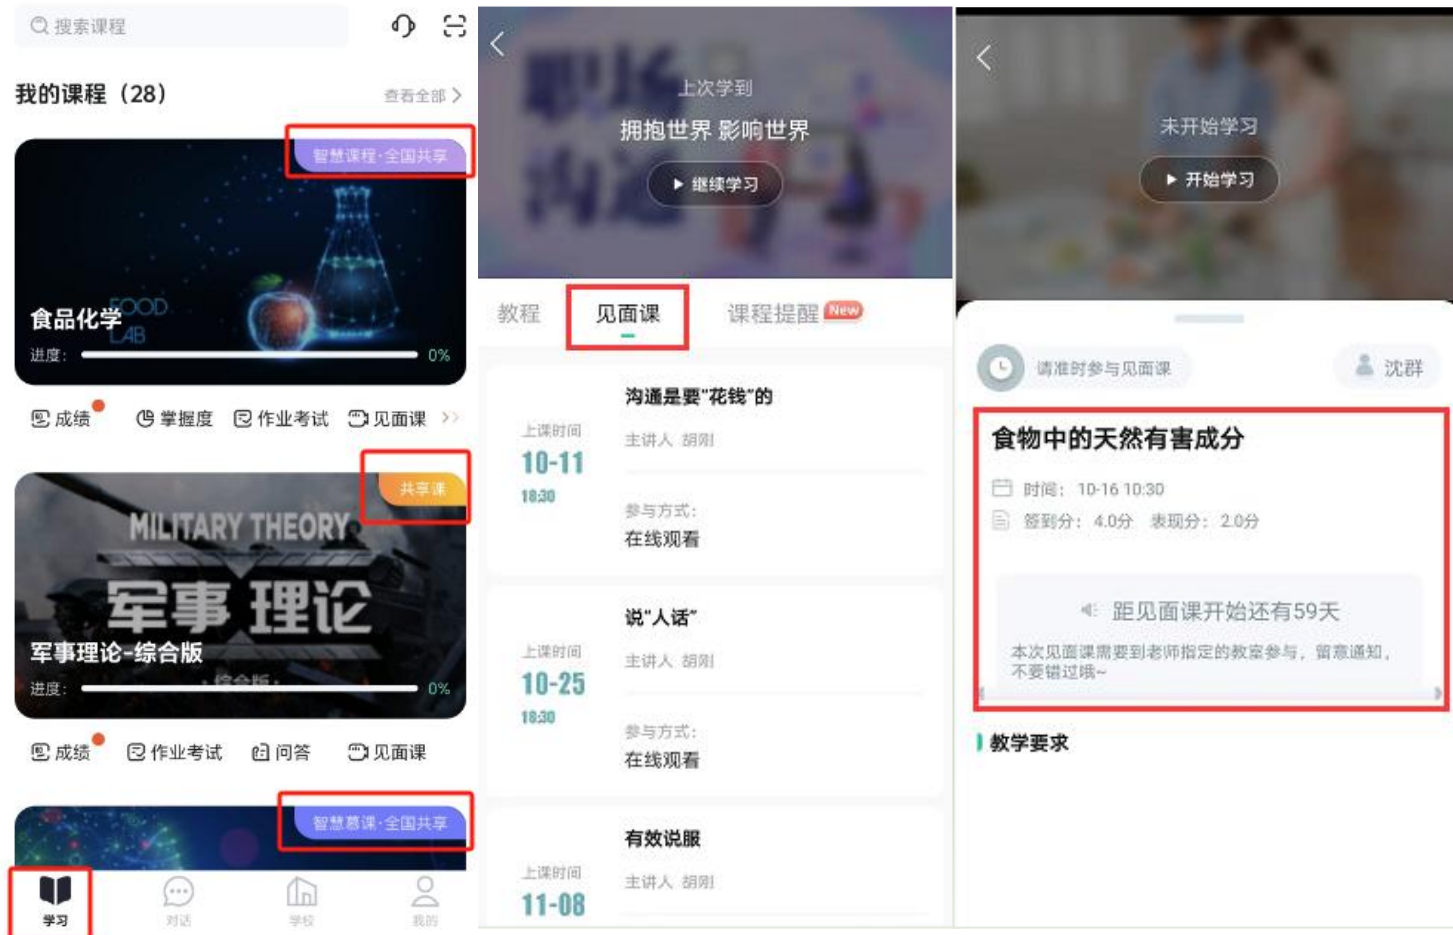 搜索课程
我的课程（28）
查看全部
智慧课程·全国共享
FOOD
LAB
食品化学
进度：
0%
成绩
掌握度
作业考试
见面课
共享课
MILITARY THEORY
军事理论
军事理论-综合版
·综合版·
进度：
0%
成绩
作业考试
问答
见面课
智慧慕课·全国共享
学习
对话
学校
我的
职场
沟通
上次学到
拥抱世界 影响世界
继续学习
教程
见面课
课程提醒
New
沟通是要"花钱"的
上课时间
10-11
18:30
主讲人 胡刚
参与方式：
在线观看
说"人话"
上课时间
10-25
18:30
主讲人 胡刚
参与方式：
在线观看
有效说服
上课时间
11-08
主讲人 胡刚
未开始学习
开始学习
请准时参与见面课
沈群
食物中的天然有害成分
时间： 10-16 10:30
签到分： 4.0分 表现分： 2.0分
距见面课开始还有59天
本次见面课需要到老师指定的教室参与，留意通知，
不要错过哦~
教学要求